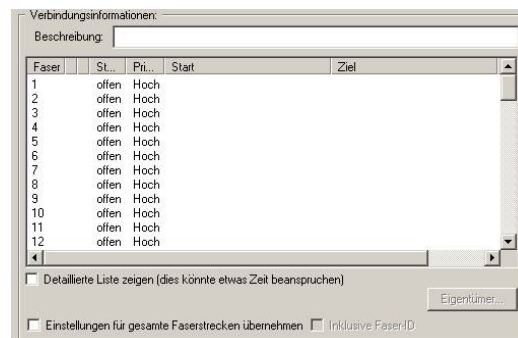 Verbindungsinformationen:
Beschreibung:
Faser St... Pri... Start Ziel
1 offen Hoch
2 offen Hoch
3 offen Hoch
4 offen Hoch
5 offen Hoch
6 offen Hoch
7 offen Hoch
8 offen Hoch
9 offen Hoch
10 offen Hoch
11 offen Hoch
12 offen Hoch
Detaillierte Liste zeigen (dies könnte etwas Zeit beanspruchen)
Eigentümer...
Einstellungen für gesamte Faserstrecken übernehmen Inklusive Faser-ID